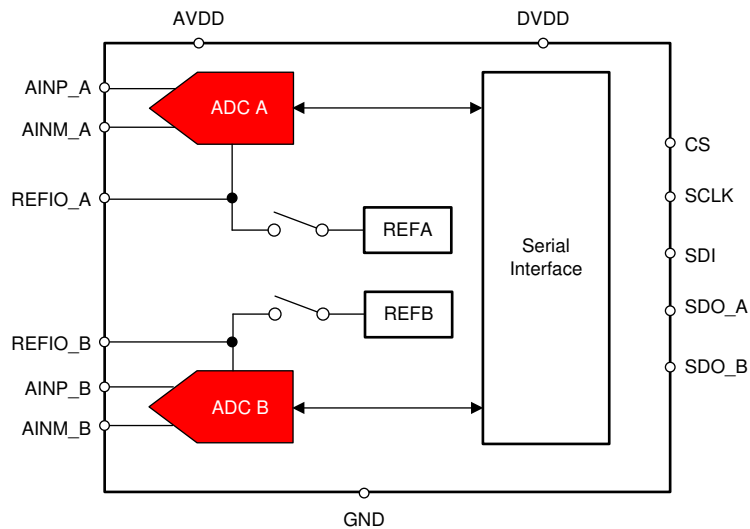 AVDD
DVDD
AINP_A
ADC A
AINM_A
CS
REFIO_A
SCLK
REFA
Serial
Interface
SDI
REFB
SDO_A
REFIO_B
SDO_B
AINP_B
ADC B
AINM_B
GND